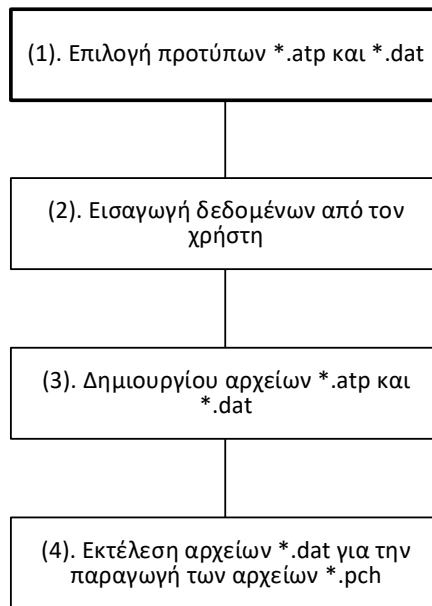 (1). Επιλογή προτύπων *.atp και *.dat
(2). Εισαγωγή δεδομένων από τον
χρήστη
(3). Δημιουργίου αρχείων *.atp και
*.dat
(4). Εκτέλεση αρχείων *.dat για την
παραγωγή των αρχείων *.pch